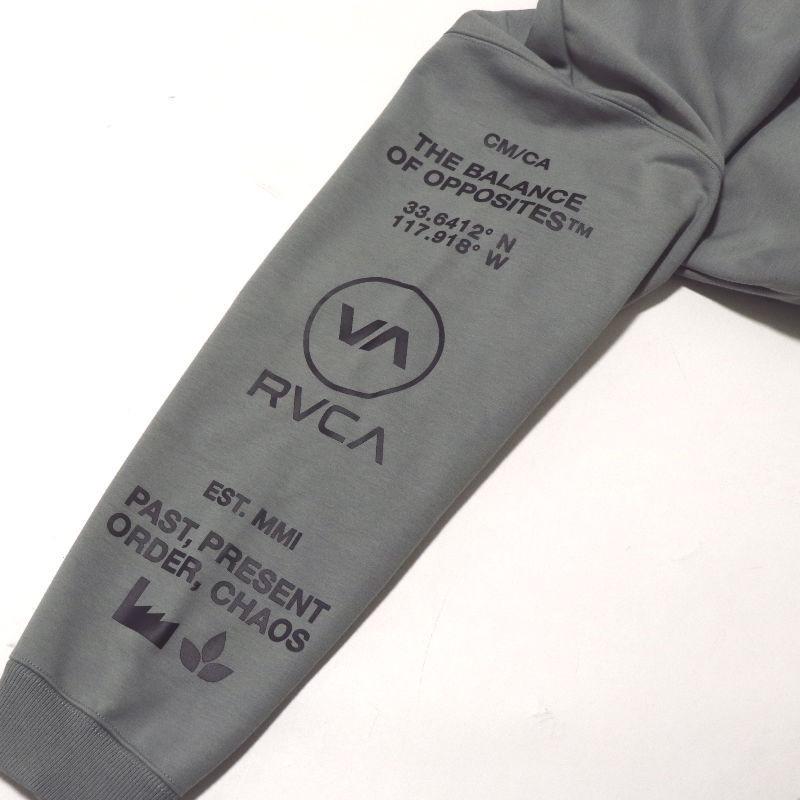 CM/CA
THE BALANCE
OF OPPOSITES™
33.6412° N
117.918° W
VA
RVCA
EST. MMI
PAST, PRESENT
ORDER, CHAOS